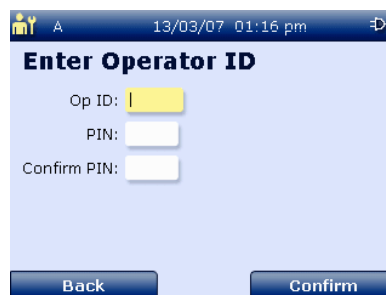 A 13/03/07 01:16 pm
Enter Operator ID
Op ID:
PIN:
Confirm PIN:
Back Confirm